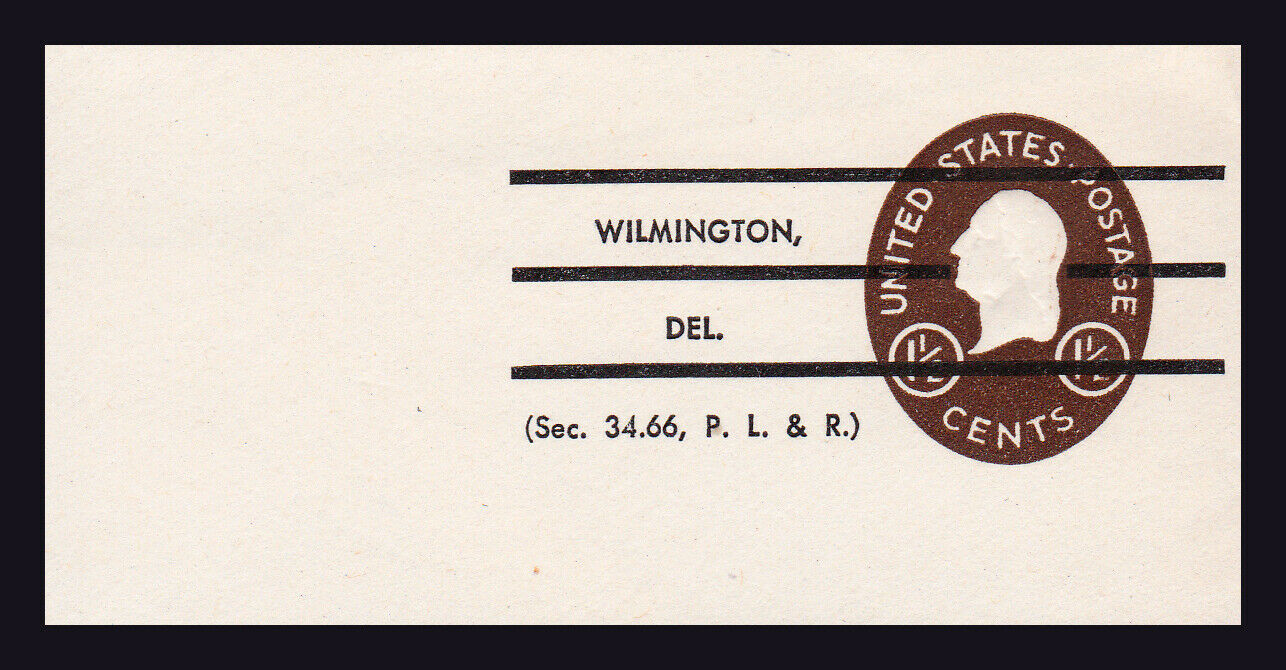 WILMINGTON,
DEL.
(Sec. 34.66, P. L. & R.)
UNITED STATES POSTAGE
1½ 1½
CENTS